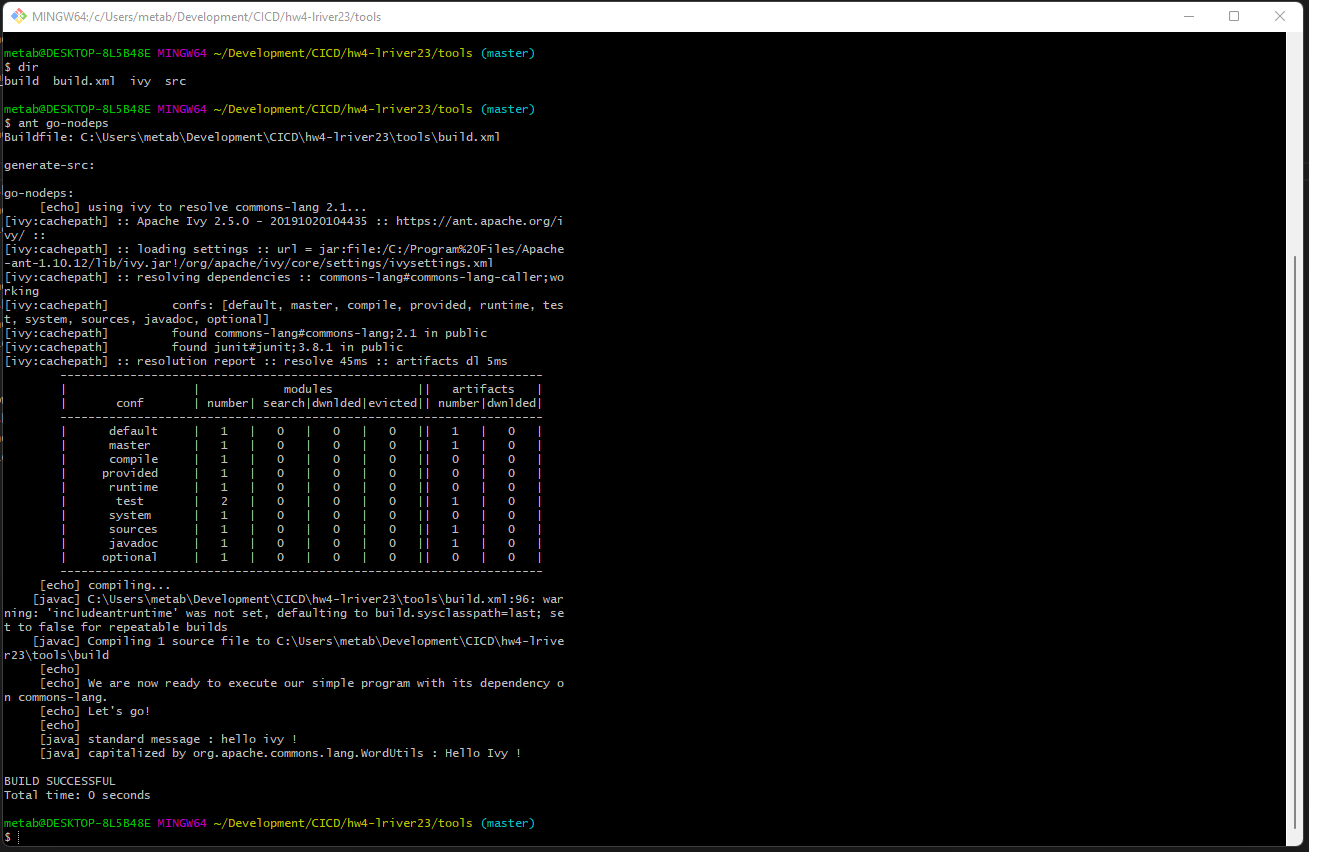 MINGW64:/c/Users/metab/Development/CICD/hw4-lriver23/tools
metab@DESKTOP-8L5B48E MINGW64 ~/Development/CICD/hw4-lriver23/tools (master)
$ dir
build  build.xml  ivy  src
metab@DESKTOP-8L5B48E MINGW64 ~/Development/CICD/hw4-lriver23/tools (master)
$ ant go-nodeps
Buildfile: C:\Users\metab\Development\CICD\hw4-lriver23\tools\build.xml
generate-src:
go-nodeps:
     [echo] using ivy to resolve commons-lang 2.1...
[ivy:cachepath] :: Apache Ivy 2.5.0 - 20191020104435 :: https://ant.apache.org/i
vy/ ::
[ivy:cachepath] :: loading settings :: url = jar:file:/C:/Program%20Files/Apache
-ant-1.10.12/lib/ivy.jar!/org/apache/ivy/core/settings/ivysettings.xml
[ivy:cachepath] :: resolving dependencies :: commons-lang#commons-lang-caller;wo
rking
[ivy:cachepath]         confs: [default, master, compile, provided, runtime, tes
t, system, sources, javadoc, optional]
[ivy:cachepath]         found commons-lang#commons-lang;2.1 in public
[ivy:cachepath]         found junit#junit;3.8.1 in public
[ivy:cachepath] :: resolution report :: resolve 45ms :: artifacts dl 5ms
        ---------------------------------------------------------------------
        |                  |            modules            ||   artifacts   |
        |       conf       | number| search|dwnlded|evicted|| number|dwnlded|
        ---------------------------------------------------------------------
        |      default     |   1   |   0   |   0   |   0   ||   1   |   0   |
        |      master      |   1   |   0   |   0   |   0   ||   1   |   0   |
        |      compile     |   1   |   0   |   0   |   0   ||   0   |   0   |
        |     provided     |   1   |   0   |   0   |   0   ||   0   |   0   |
        |      runtime     |   1   |   0   |   0   |   0   ||   0   |   0   |
        |       test       |   2   |   0   |   0   |   0   ||   1   |   0   |
        |      system      |   1   |   0   |   0   |   0   ||   0   |   0   |
        |      sources     |   1   |   0   |   0   |   0   ||   1   |   0   |
        |      javadoc     |   1   |   0   |   0   |   0   ||   1   |   0   |
        |     optional     |   1   |   0   |   0   |   0   ||   0   |   0   |
        ---------------------------------------------------------------------
     [echo] compiling...
    [javac] C:\Users\metab\Development\CICD\hw4-lriver23\tools\build.xml:96: war
ning: 'includeantruntime' was not set, defaulting to build.sysclasspath=last; se
t to false for repeatable builds
    [javac] Compiling 1 source file to C:\Users\metab\Development\CICD\hw4-lrive
r23\tools\build
     [echo]
     [echo] We are now ready to execute our simple program with its dependency o
n commons-lang.
     [echo] Let's go!
     [echo]
     [java] standard message : hello ivy !
     [java] capitalized by org.apache.commons.lang.WordUtils : Hello Ivy !
BUILD SUCCESSFUL
Total time: 0 seconds
metab@DESKTOP-8L5B48E MINGW64 ~/Development/CICD/hw4-lriver23/tools (master)
$